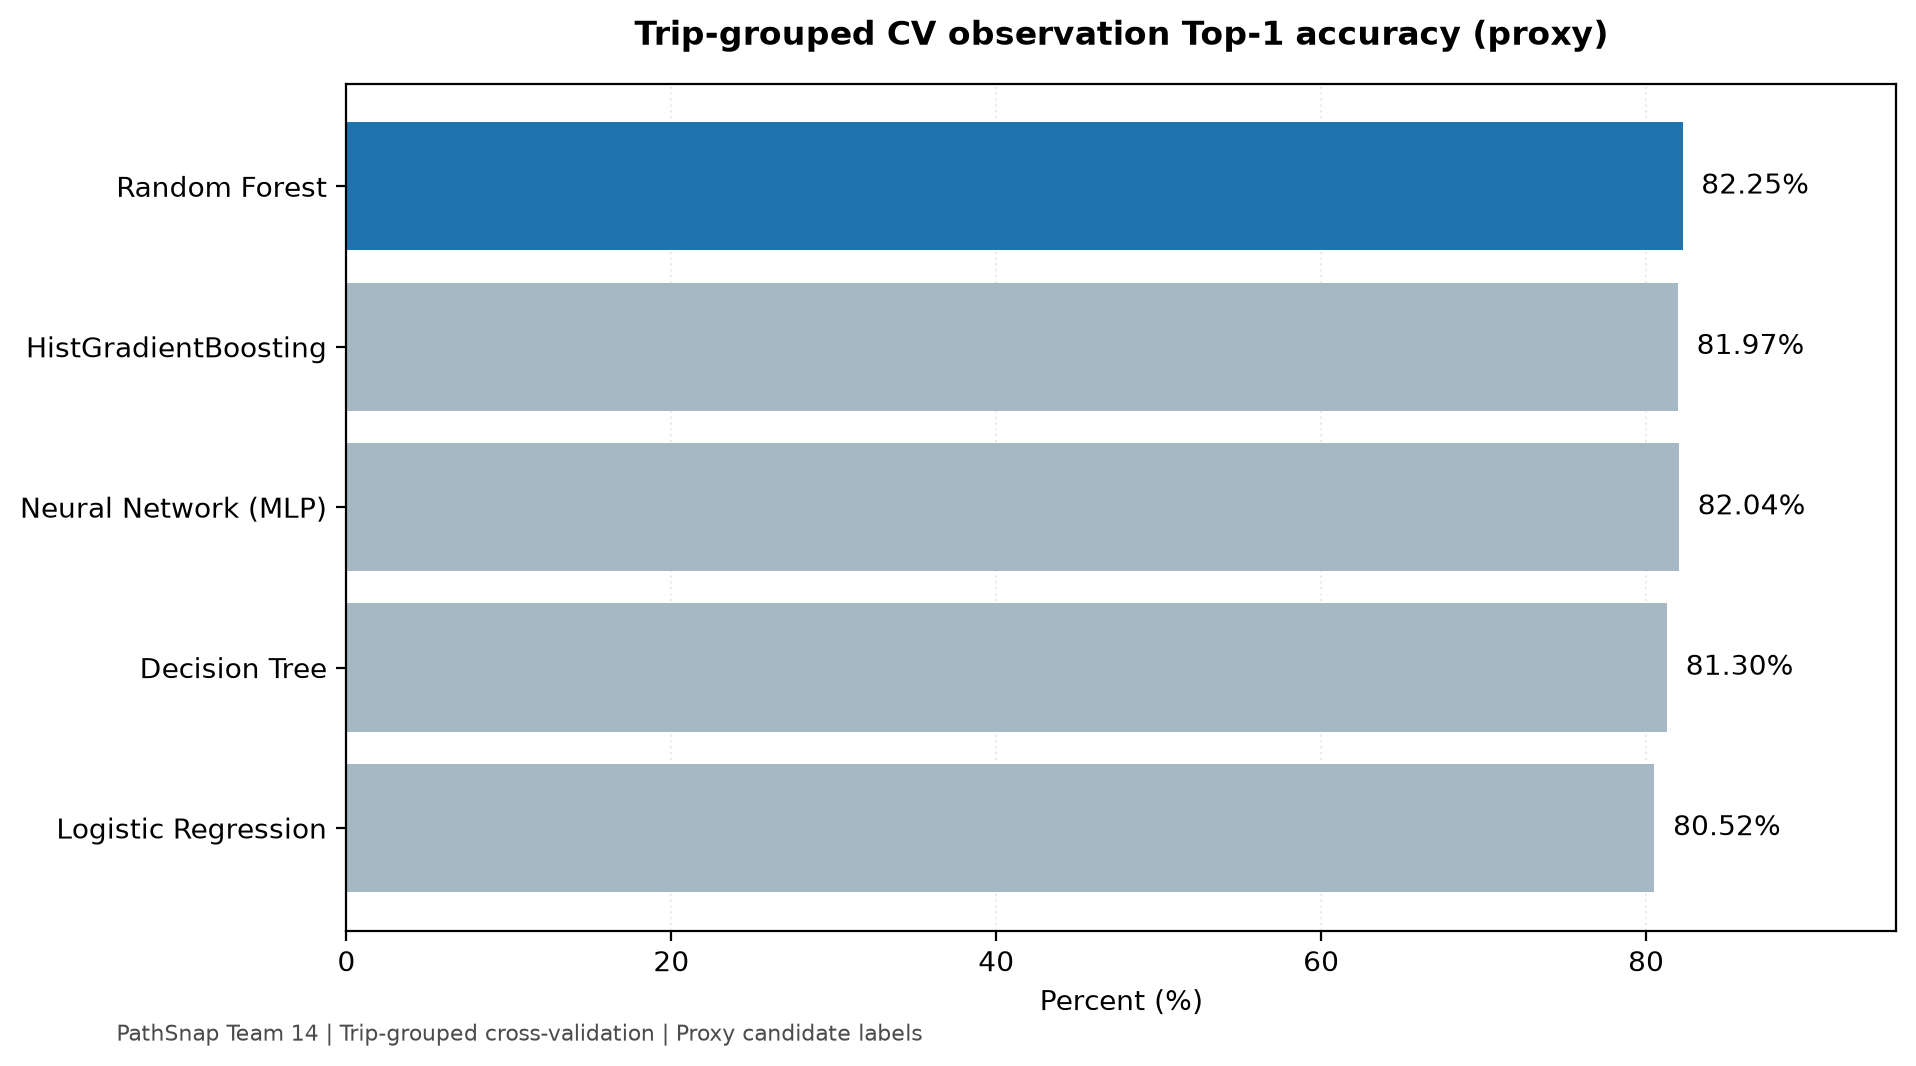 Trip-grouped CV observation Top-1 accuracy (proxy)
Random Forest
82.25%
HistGradientBoosting
81.97%
Neural Network (MLP)
82.04%
Decision Tree
81.30%
Logistic Regression
80.52%
0 20 40 60 80
Percent (%)
PathSnap Team 14 | Trip-grouped cross-validation | Proxy candidate labels